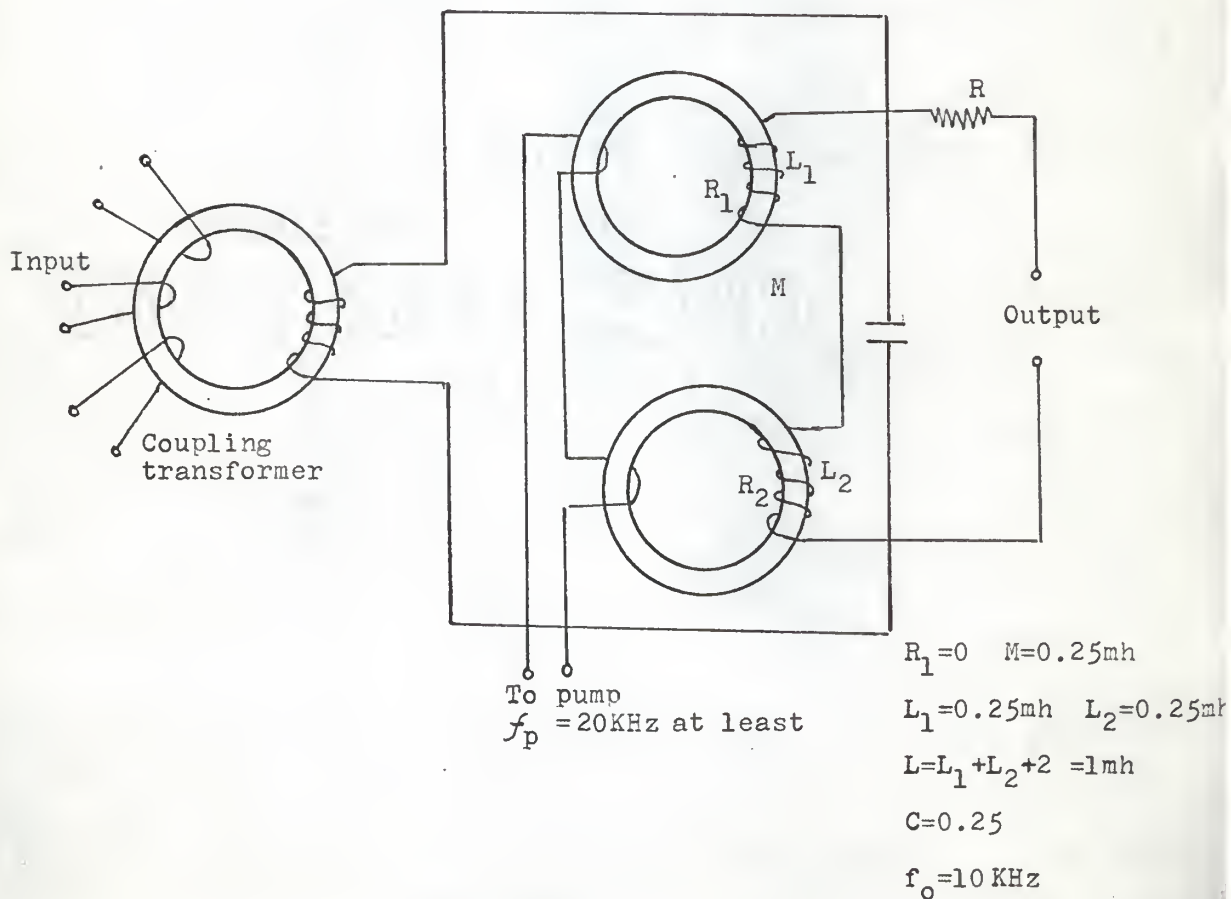 R
L₁
R₁
Input
M
Output
Coupling
transformer
L₂
R₂
To pump
fₚ =20KHz at least
R₁=0 M=0.25mh
L₁=0.25mh L₂=0.25mh
L=L₁+L₂+2 =1mh
C=0.25
fₒ=10 KHz